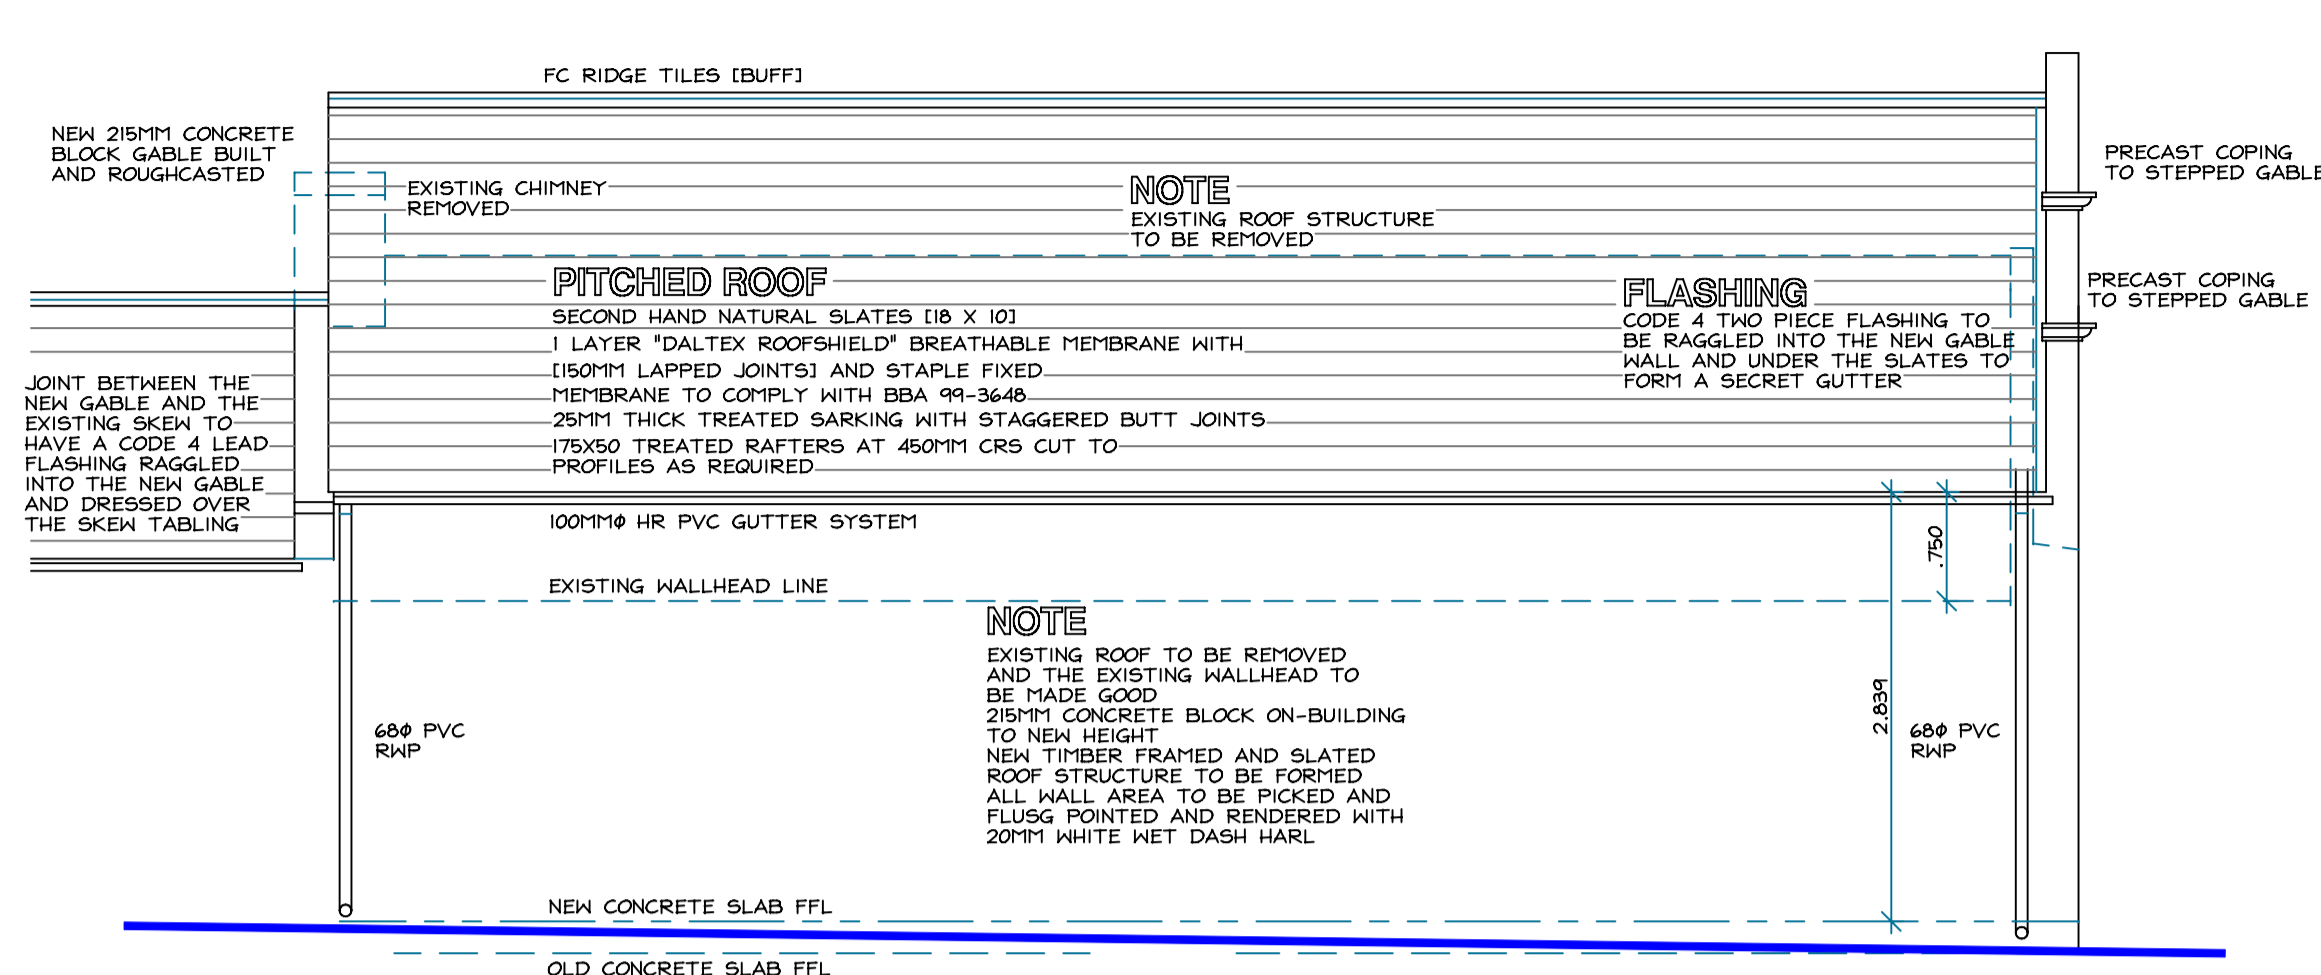 FC RIDGE TILES [BUFF]
NEW 215MM CONCRETE
BLOCK GABLE BUILT
AND ROUGHCASTED
EXISTING CHIMNEY
REMOVED
NOTE
EXISTING ROOF STRUCTURE
TO BE REMOVED
PRECAST COPING
TO STEPPED GABLE
PRECAST COPING
TO STEPPED GABLE
PITCHED ROOF
SECOND HAND NATURAL SLATES [18 X 10]
1 LAYER "DALTEX ROOFSHIELD" BREATHABLE MEMBRANE WITH
[150MM LAPPED JOINTS] AND STAPLE FIXED
MEMBRANE TO COMPLY WITH BBA 99-3648
25MM THICK TREATED SARKING WITH STAGGERED BUTT JOINTS
175X50 TREATED RAFTERS AT 450MM CRS CUT TO
PROFILES AS REQUIRED
FLASHING
CODE 4 TWO PIECE FLASHING TO
BE RAGGLED INTO THE NEW GABLE
WALL AND UNDER THE SLATES TO
FORM A SECRET GUTTER
JOINT BETWEEN THE
NEW GABLE AND THE
EXISTING SKEW TO
HAVE A CODE 4 LEAD
FLASHING RAGGLED
INTO THE NEW GABLE
AND DRESSED OVER
THE SKEW TABLING
100MMØ HR PVC GUTTER SYSTEM
.750
EXISTING WALLHEAD LINE
NOTE
EXISTING ROOF TO BE REMOVED
AND THE EXISTING WALLHEAD TO
BE MADE GOOD
215MM CONCRETE BLOCK ON-BUILDING
TO NEW HEIGHT
NEW TIMBER FRAMED AND SLATED
ROOF STRUCTURE TO BE FORMED
ALL WALL AREA TO BE PICKED AND
FLUSG POINTED AND RENDERED WITH
20MM WHITE WET DASH HARL
68Ø PVC
RWP
2.839
68Ø PVC
RWP
NEW CONCRETE SLAB FFL
OLD CONCRETE SLAB FFL